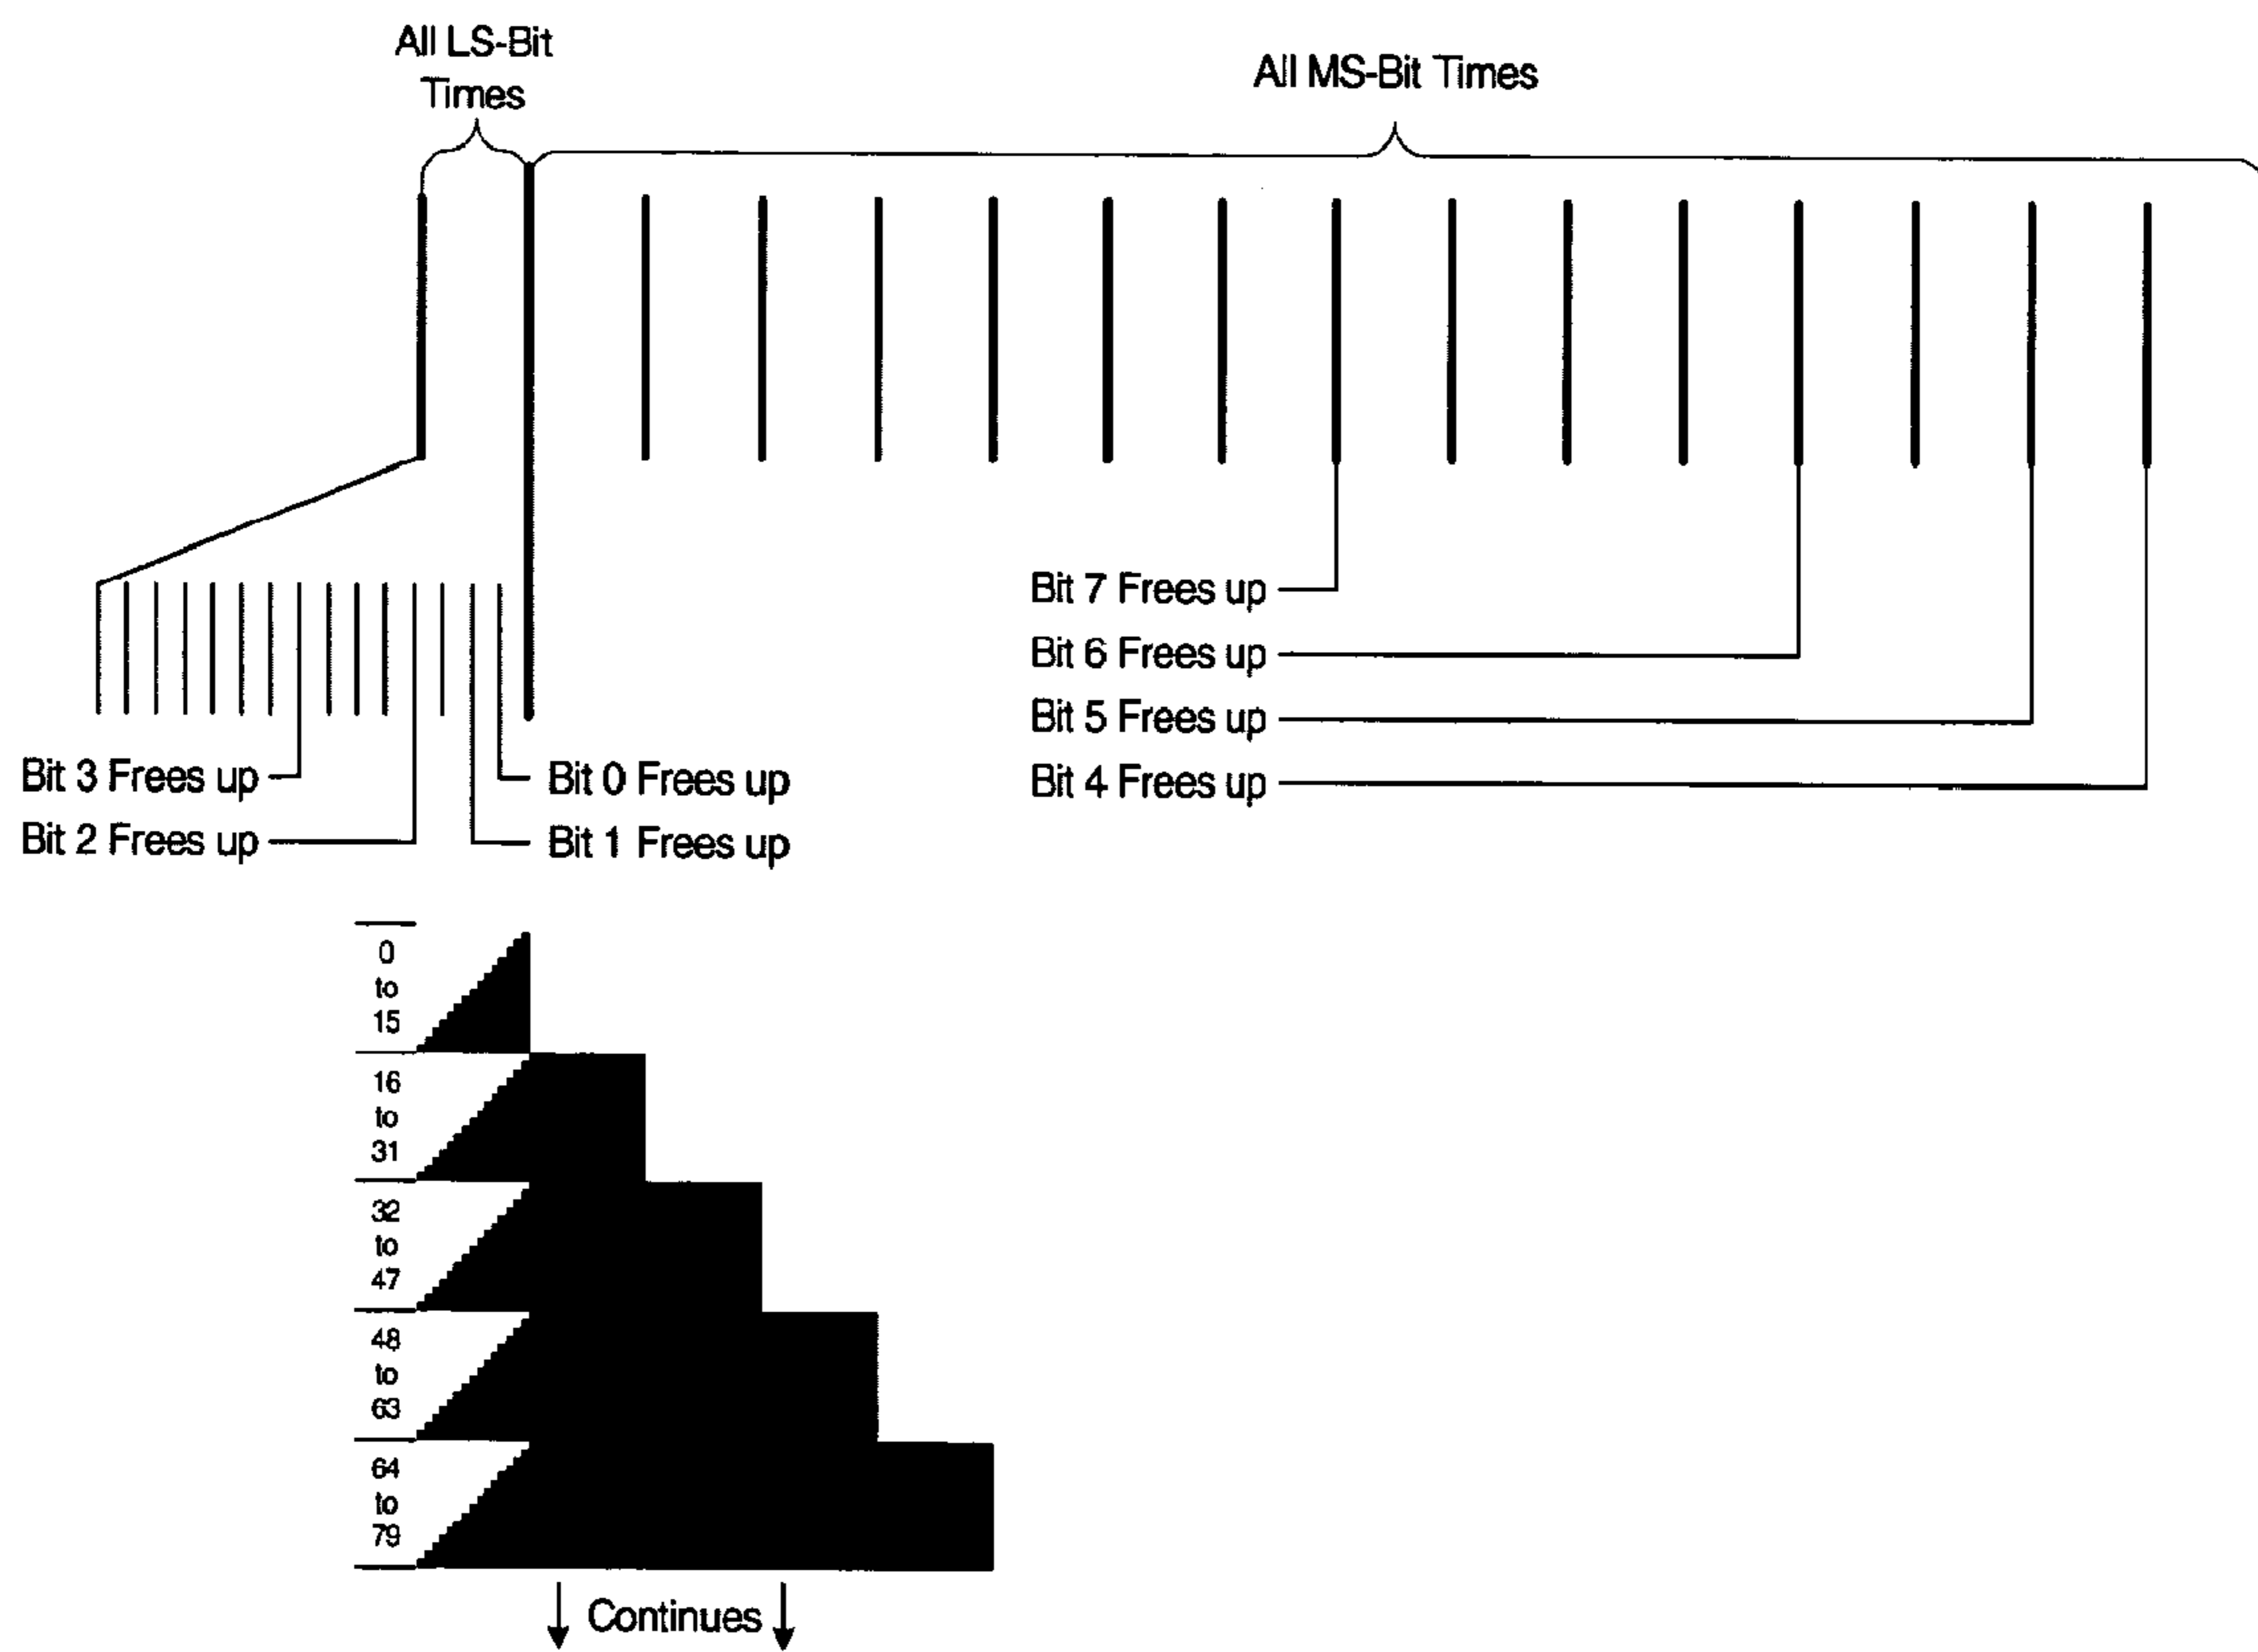 All LS-Bit
Times
All MS-Bit Times
Bit 7 Frees up
Bit 6 Frees up
Bit 5 Frees up
Bit 4 Frees up
Bit 3 Frees up
Bit 0 Frees up
Bit 2 Frees up
Bit 1 Frees up
0
to
15
16
to
31
32
to
47
48
to
63
64
to
79
Continues